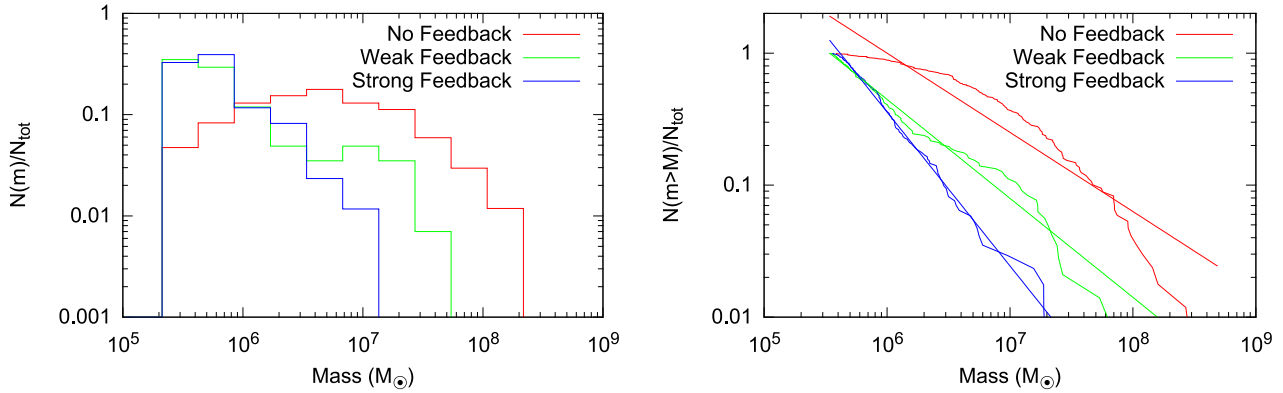 No Feedback
Weak Feedback
Strong Feedback
1
0.1
0.01
0.001
N(m)/N_tot
10^5
10^6
10^7
10^8
10^9
Mass (M_⊙)
No Feedback
Weak Feedback
Strong Feedback
1
0.1
0.01
N(m>M)/N_tot
10^5
10^6
10^7
10^8
10^9
Mass (M_⊙)